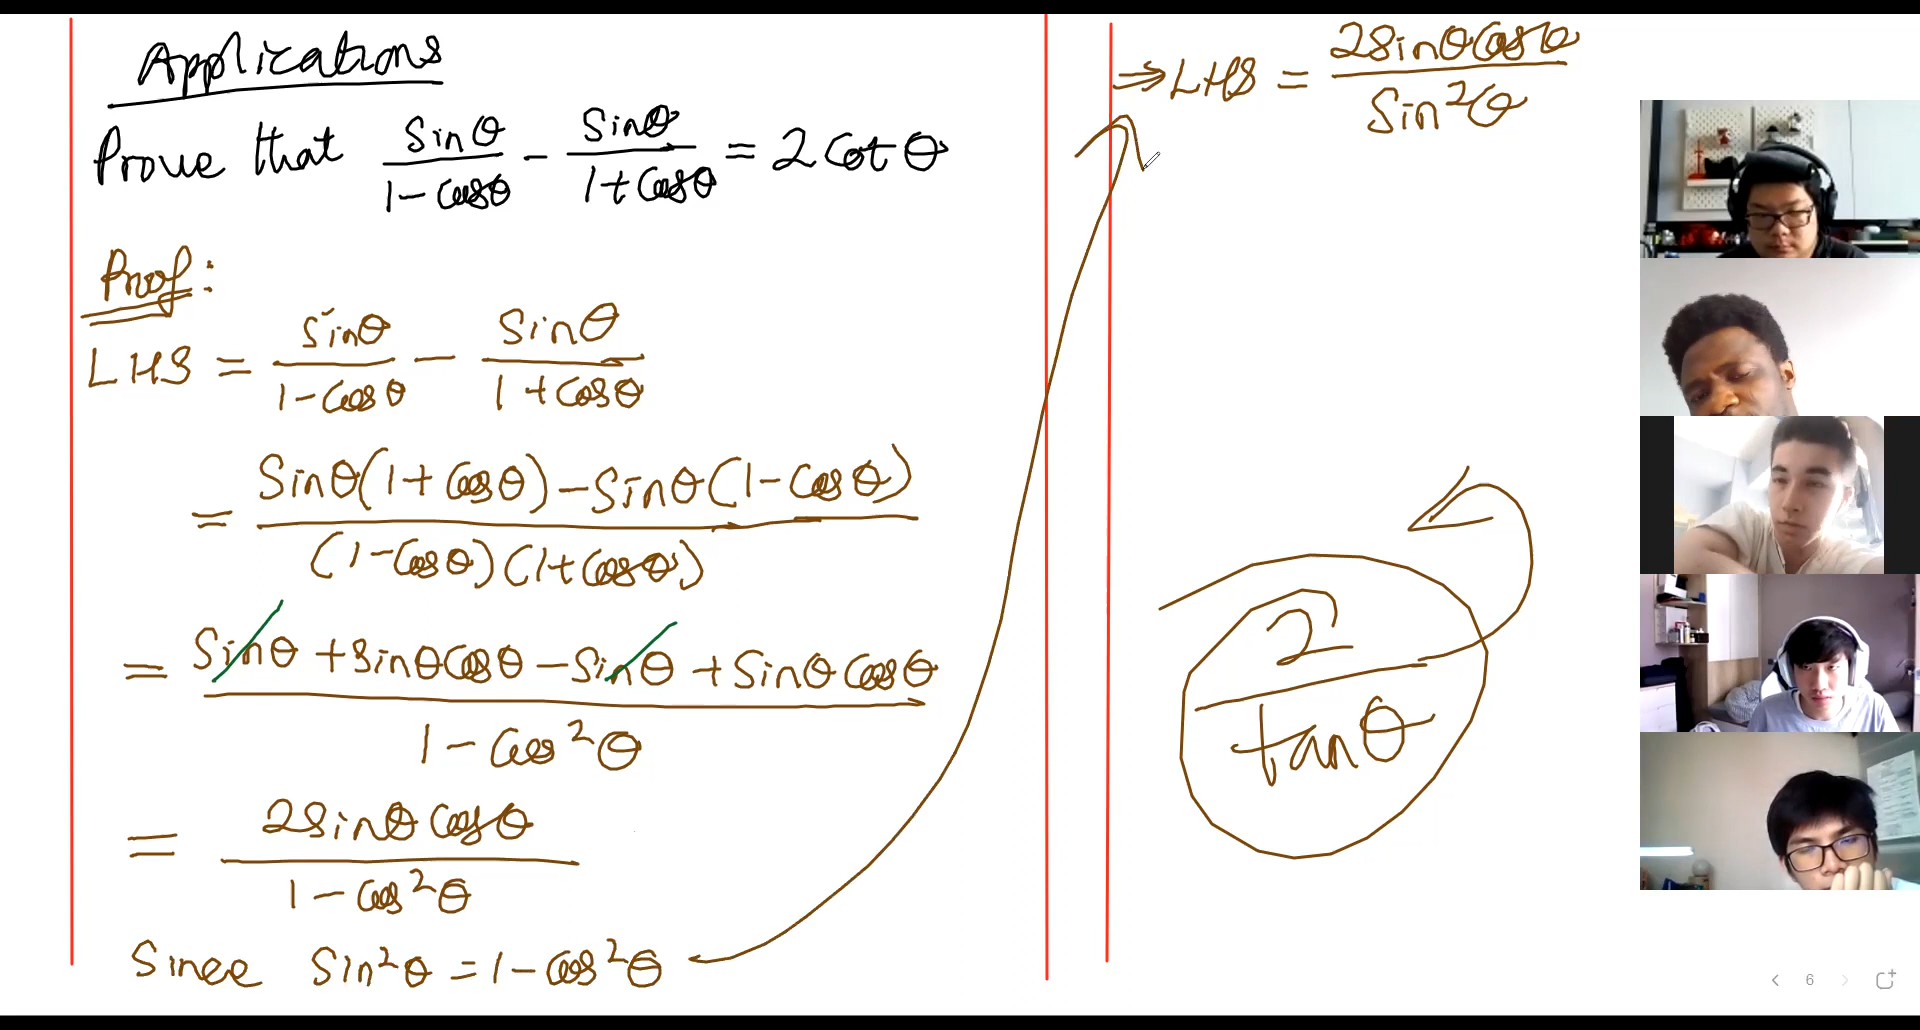 Applications
Prove that sinθ/(1-cosθ) - sinθ/(1+cosθ) = 2 cot θ
Proof:
LHS = sinθ/(1-cosθ) - sinθ/(1+cosθ)
= (sinθ(1+cosθ) - sinθ(1-cosθ))/((1-cosθ)(1+cosθ))
= (sinθ + sinθcosθ - sinθ + sinθcosθ)/(1-cos²θ)
= 2sinθcosθ/(1-cos²θ)
Since sin²θ = 1-cos²θ
⇒ LHS = 2sinθcosθ/sin²θ
2/tanθ
6